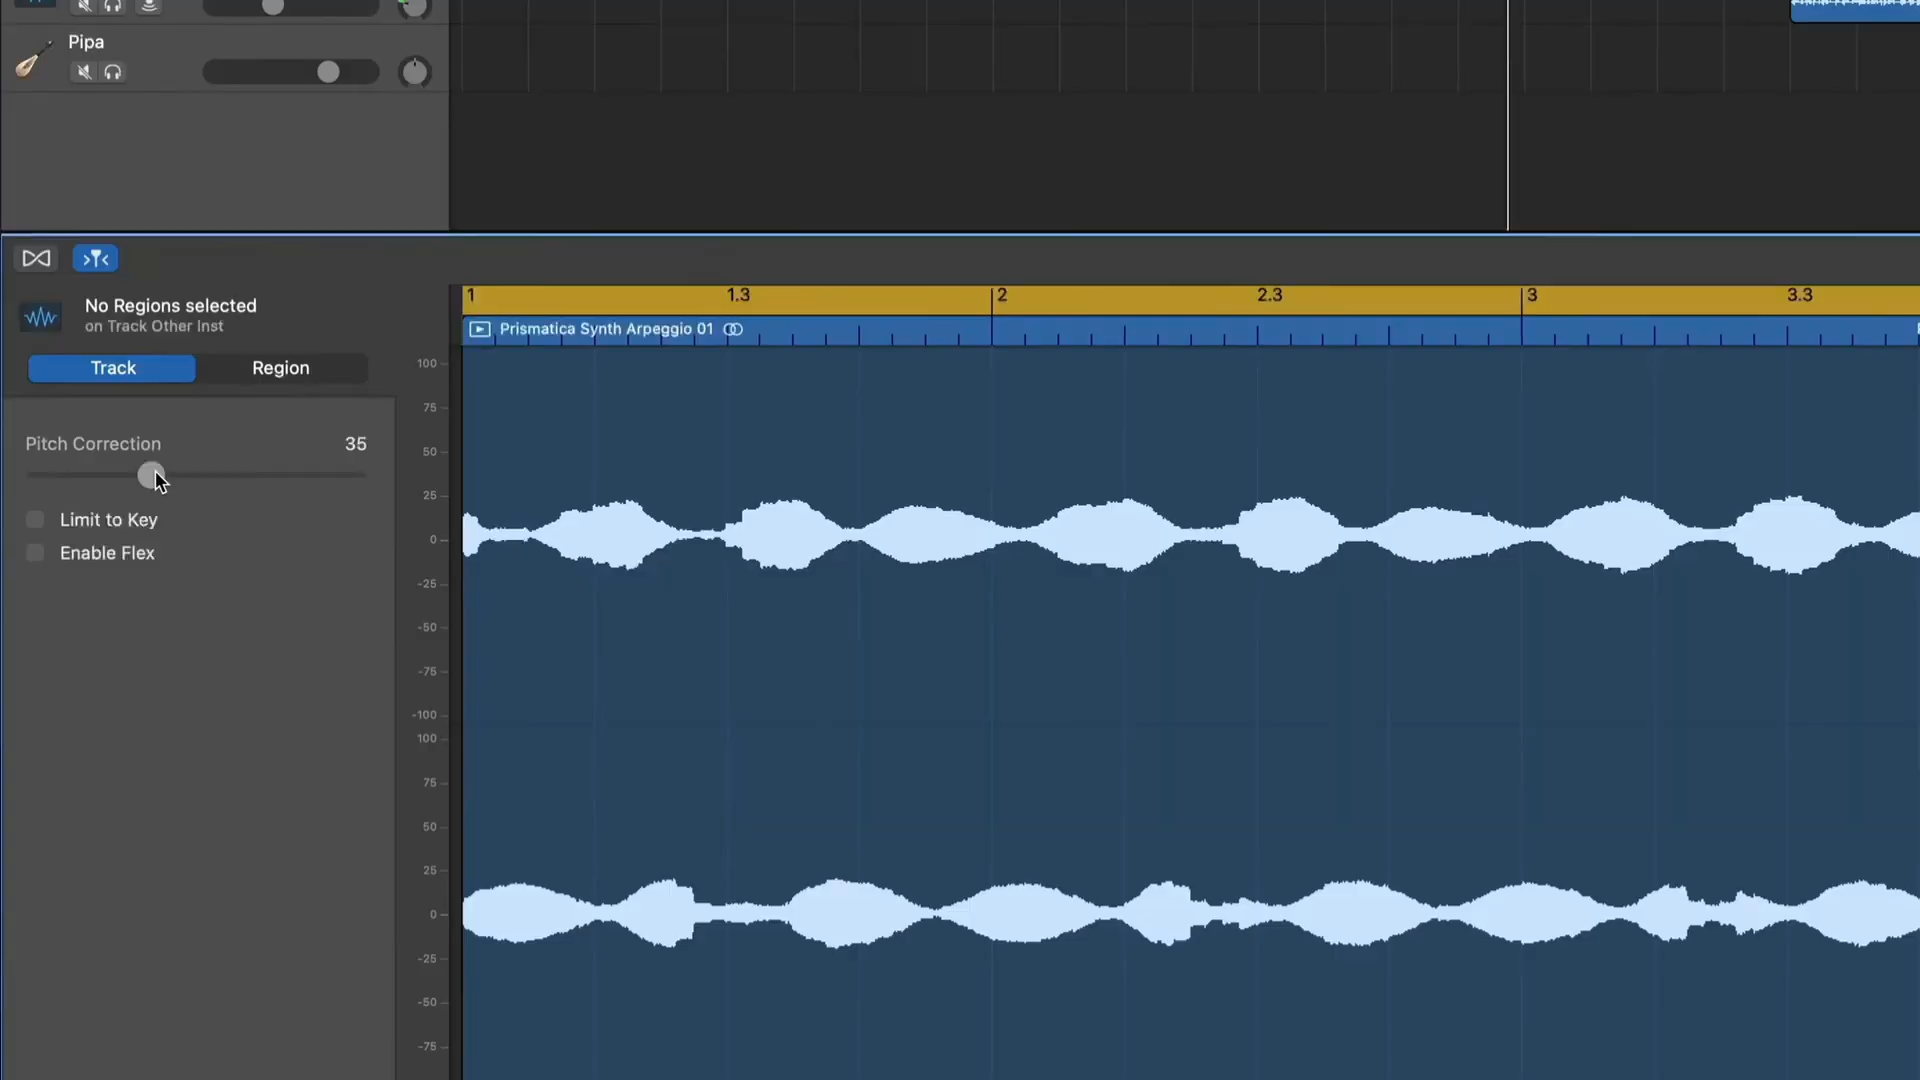 Pipa
No Regions selected
on Track Other Inst
Track
Region
Pitch Correction
35
Limit to Key
Enable Flex
1
1.3
2
2.3
3
3.3
Prismatica Synth Arpeggio 01
100
75
50
25
0
-25
-50
-75
-100
100
75
50
25
0
-25
-50
-75